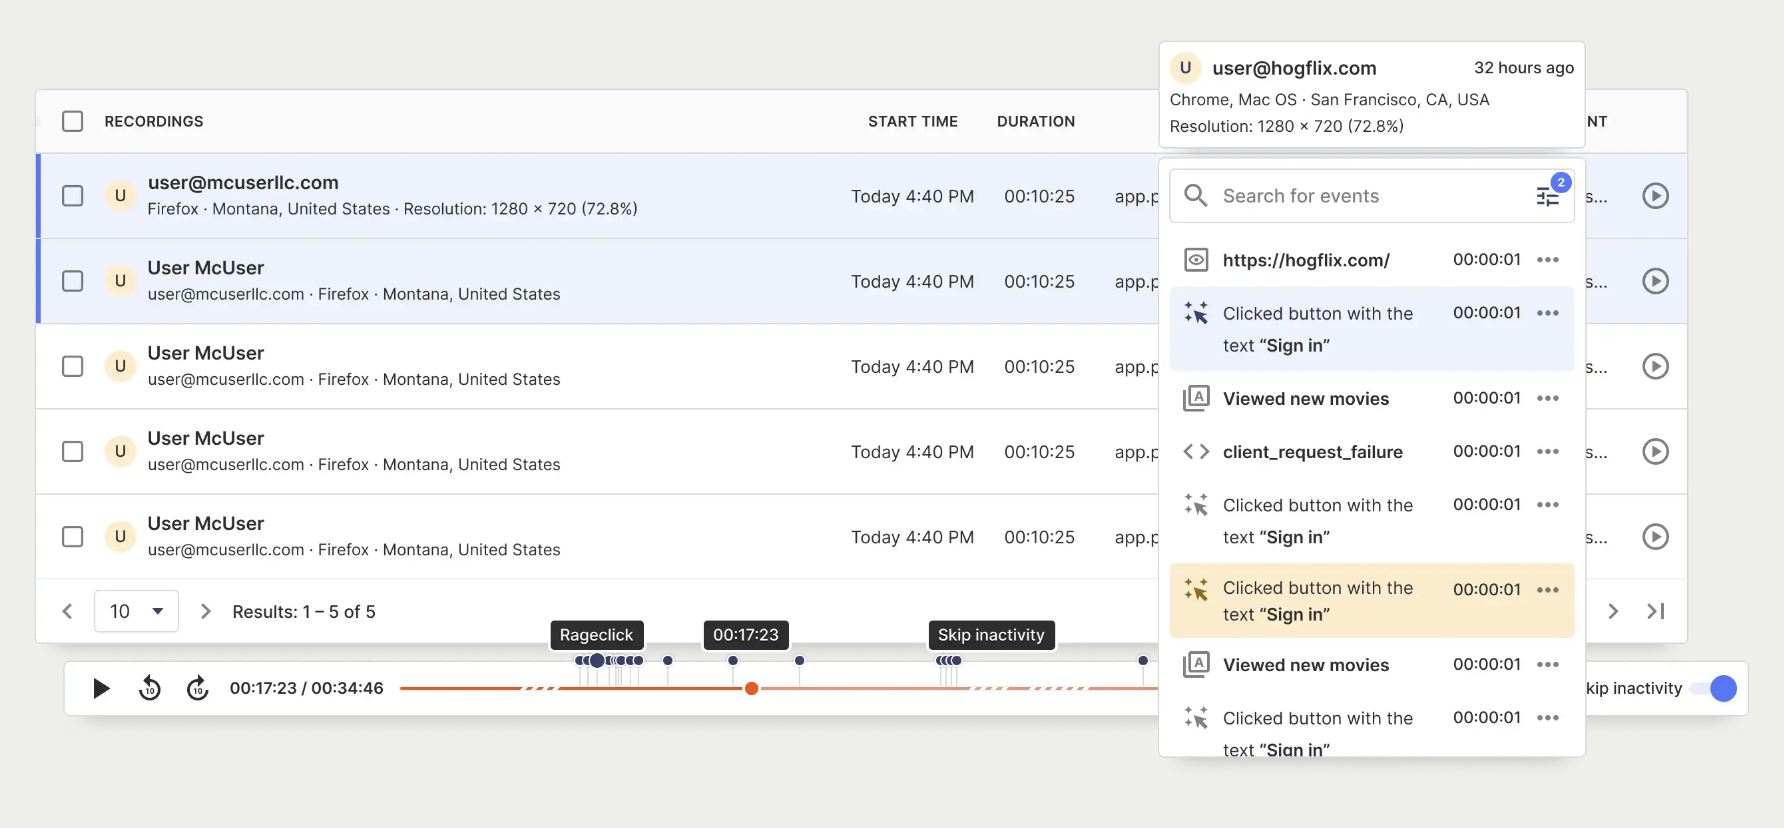 RECORDINGS START TIME DURATION NT
U user@mcuserllc.com
Firefox · Montana, United States · Resolution: 1280 × 720 (72.8%)
Today 4:40 PM 00:10:25 app.p s...
U User McUser
user@mcuserllc.com · Firefox · Montana, United States
Today 4:40 PM 00:10:25 app.p s...
U User McUser
user@mcuserllc.com · Firefox · Montana, United States
Today 4:40 PM 00:10:25 app.p s...
U User McUser
user@mcuserllc.com · Firefox · Montana, United States
Today 4:40 PM 00:10:25 app.p s...
U User McUser
user@mcuserllc.com · Firefox · Montana, United States
Today 4:40 PM 00:10:25 app.p s...
10 Results: 1 – 5 of 5
Rageclick 00:17:23 Skip inactivity
10 10 00:17:23 / 00:34:46 kip inactivity
U user@hogflix.com 32 hours ago
Chrome, Mac OS · San Francisco, CA, USA
Resolution: 1280 × 720 (72.8%)
Search for events 2
https://hogflix.com/ 00:00:01
Clicked button with the 00:00:01
text “Sign in”
A Viewed new movies 00:00:01
client_request_failure 00:00:01
Clicked button with the 00:00:01
text “Sign in”
Clicked button with the 00:00:01
text “Sign in”
A Viewed new movies 00:00:01
Clicked button with the 00:00:01
text “Sign in”